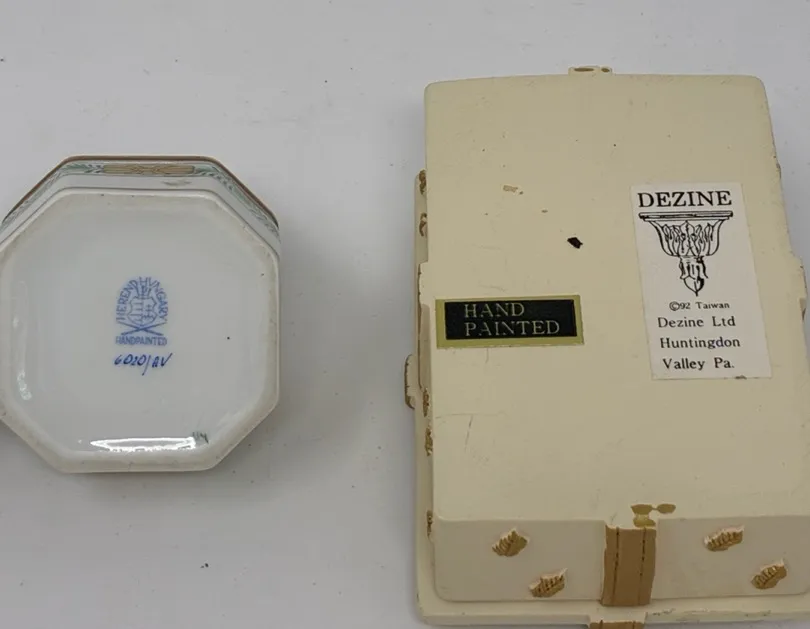 HEREND HUNGARY
HANDPAINTED
6020/AV
HAND
PAINTED
DEZINE
©92 Taiwan
Dezine Ltd
Huntingdon
Valley Pa.